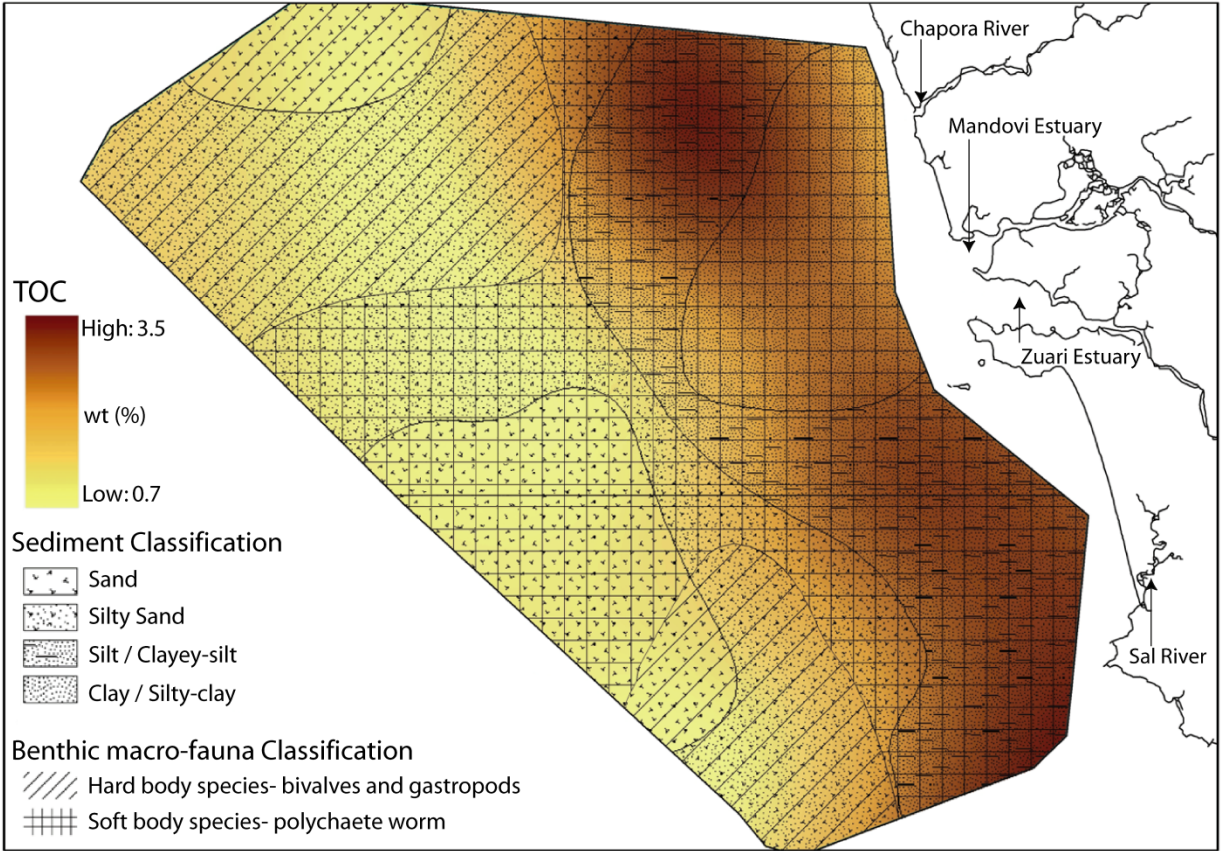 Chapora River
Mandovi Estuary
Zuari Estuary
Sal River
TOC
High: 3.5
wt (%)
Low: 0.7
Sediment Classification
Sand
Silty Sand
Silt / Clayey-silt
Clay / Silty-clay
Benthic macro-fauna Classification
Hard body species- bivalves and gastropods
Soft body species- polychaete worm